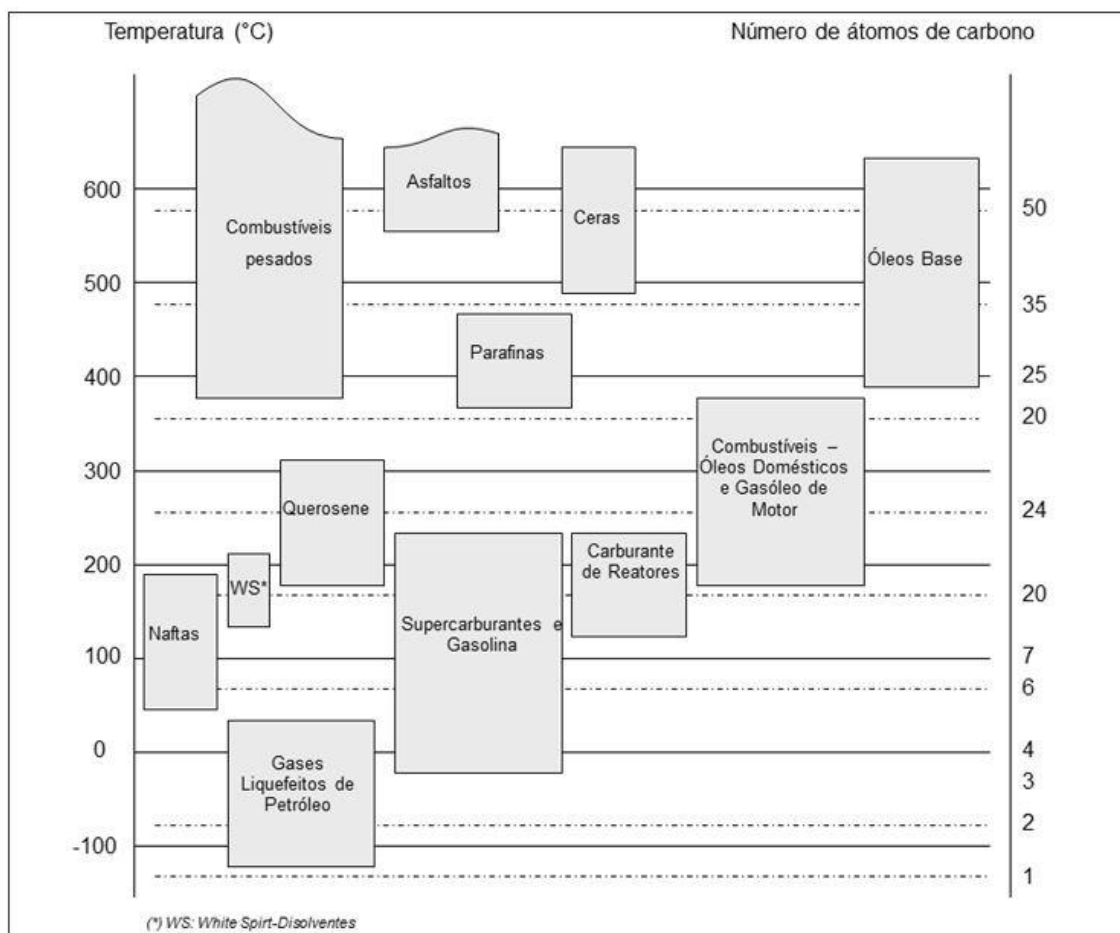 Temperatura (°C)
Número de átomos de carbono
600
500
400
300
200
100
0
-100
Combustíveis
pesados
Asfaltos
Ceras
Óleos Base
Parafinas
Combustíveis –
Óleos Domésticos
e Gasóleo de
Motor
Querosene
WS*
Naftas
Supercarburantes e
Gasolina
Carburante
de Reatores
Gases
Liquefeitos de
Petróleo
50
35
25
20
24
20
7
6
4
3
2
1
(*) WS: White Spirt-Disolventes